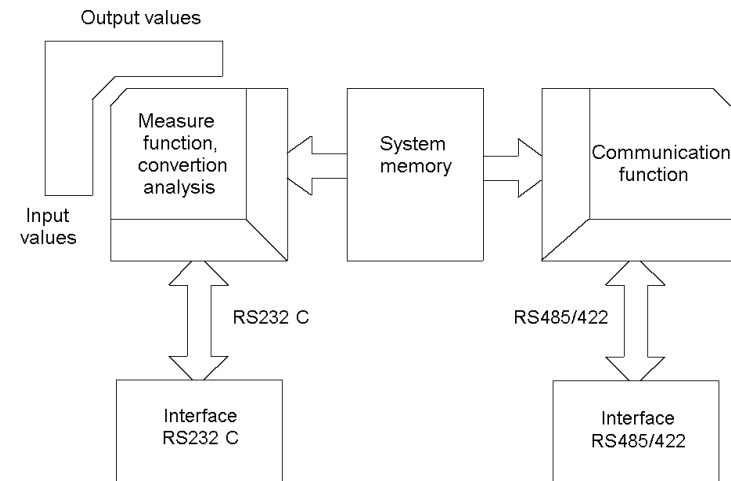 Output values
Measure
function,
convertion
analysis
System
memory
Communication
function
Input
values
RS232 C
RS485/422
Interface
RS232 C
Interface
RS485/422